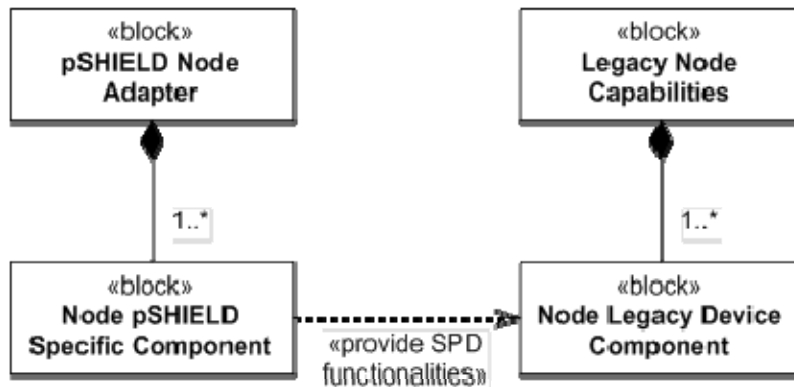 «block»
pSHIELD Node
Adapter
«block»
Legacy Node
Capabilities
1..*
1..*
«block»
Node pSHIELD
Specific Component
«provide SPD
functionalities»
«block»
Node Legacy Device
Component